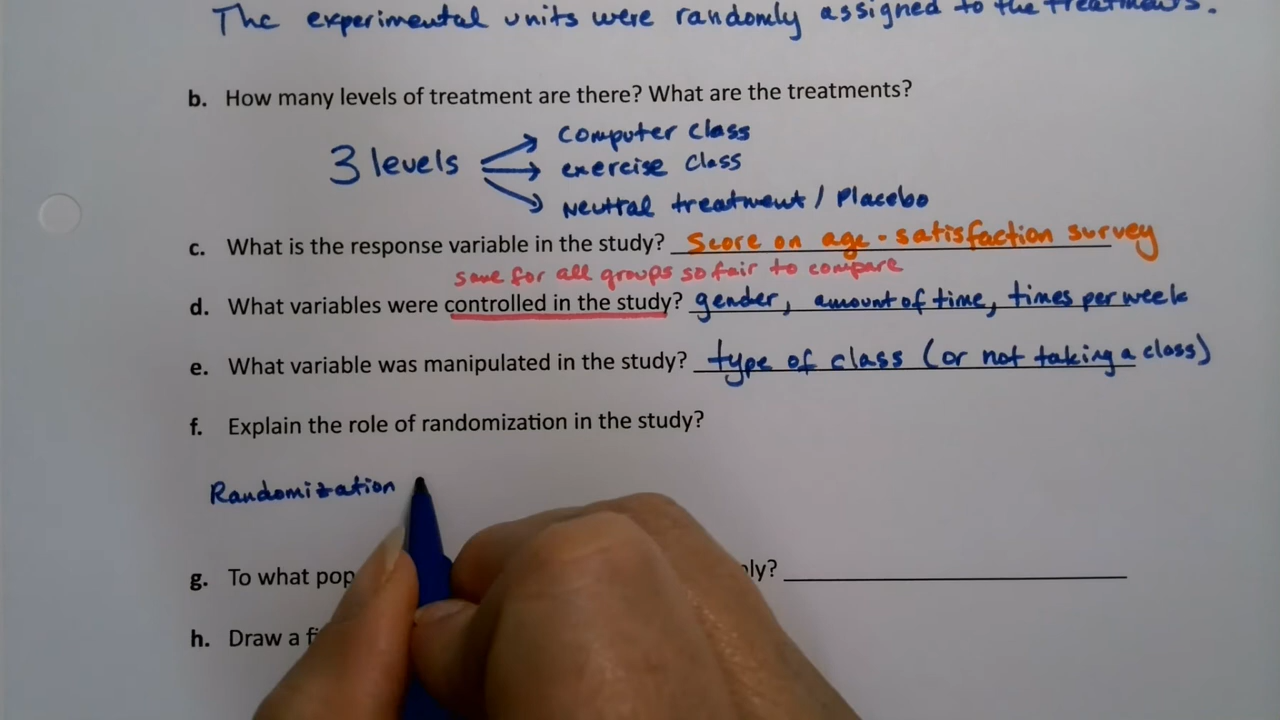 The experimental units were randomly assigned to the treatments.
b. How many levels of treatment are there? What are the treatments?
computer class
3 levels exercise class
Neutral treatment / Placebo
c. What is the response variable in the study? Score on age-satisfaction survey
same for all groups so fair to compare
d. What variables were controlled in the study? gender, amount of time, times per week
e. What variable was manipulated in the study? type of class (or not taking a class)
f. Explain the role of randomization in the study?
Randomization
g. To what
h. Draw a